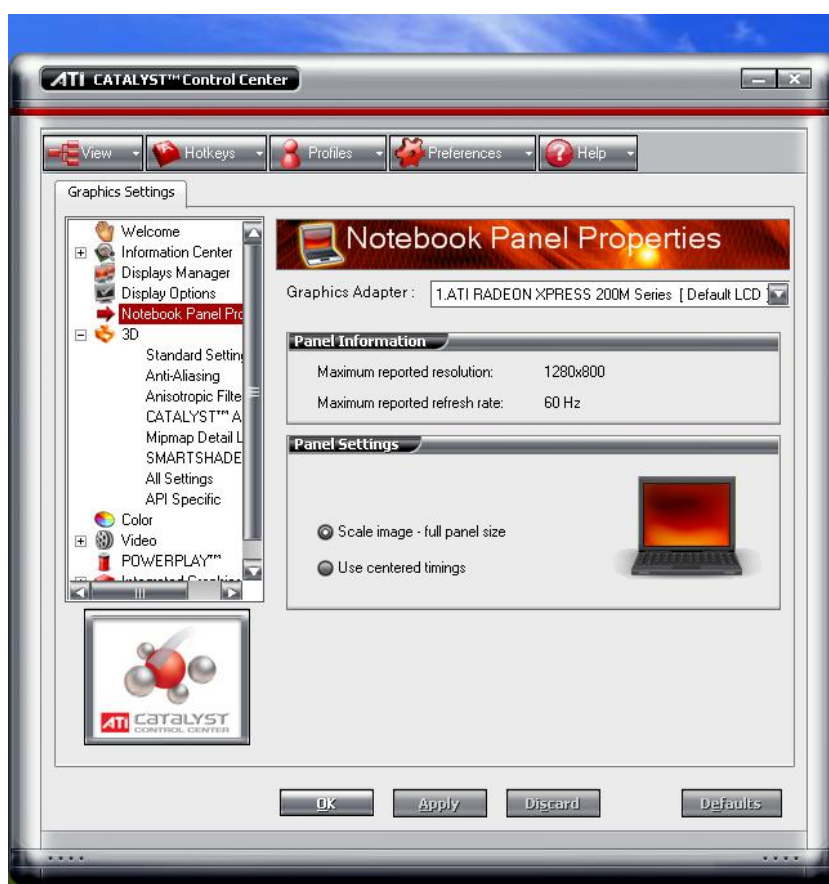 ATI CATALYST™ Control Center
View
Hotkeys
Profiles
Preferences
Help
Graphics Settings
Welcome
Information Center
Displays Manager
Display Options
Notebook Panel Pro
3D
Standard Setting
Anti-Aliasing
Anisotropic Filte
CATALYST™ A
Mipmap Detail L
SMARTSHADE
All Settings
API Specific
Color
Video
POWERPLAY™
ATI CATALYST
CONTROL CENTER
Notebook Panel Properties
Graphics Adapter : 1.ATI RADEON XPRESS 200M Series [ Default LCD ]
Panel Information
Maximum reported resolution: 1280x800
Maximum reported refresh rate: 60 Hz
Panel Settings
Scale image - full panel size
Use centered timings
OK
Apply
Discard
Defaults